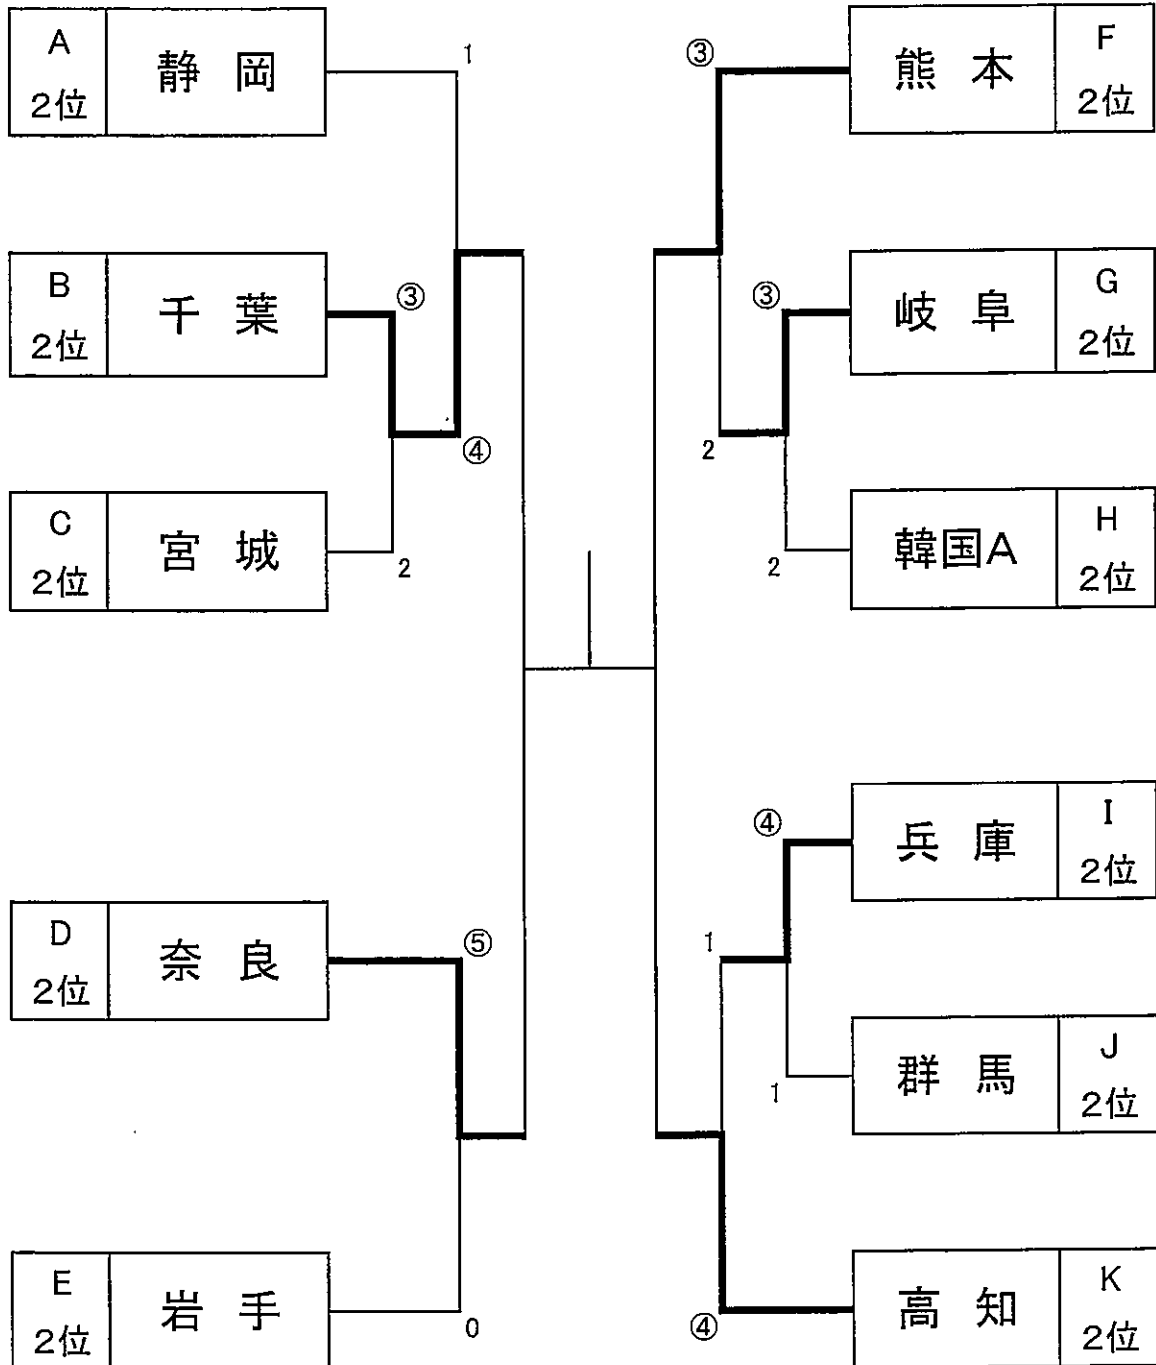 A
2位
静 岡
1
B
2位
千 葉
③
④
C
2位
宮 城
2
D
2位
奈 良
⑤
E
2位
岩 手
0
③
熊 本
F
2位
③
岐 阜
G
2位
2
2
韓国A
H
2位
④
兵 庫
I
2位
1
1
群 馬
J
2位
④
高 知
K
2位